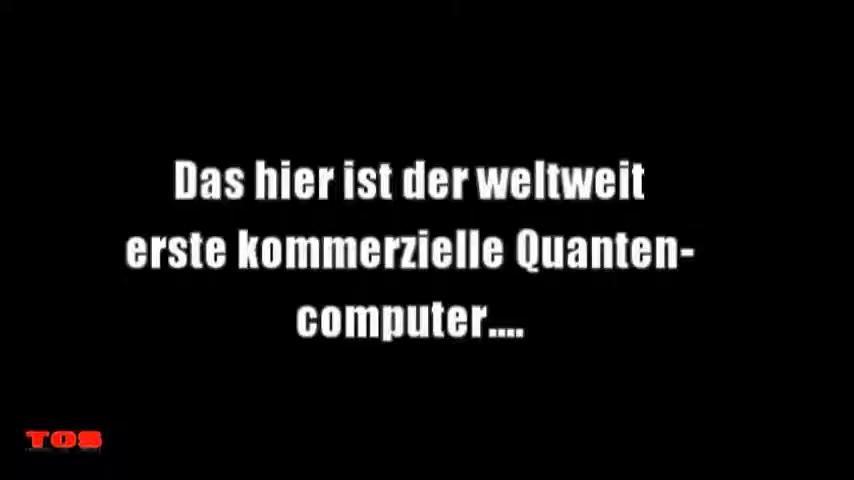 Das hier ist der weltweit
erste kommerzielle Quanten-
computer....
TOS